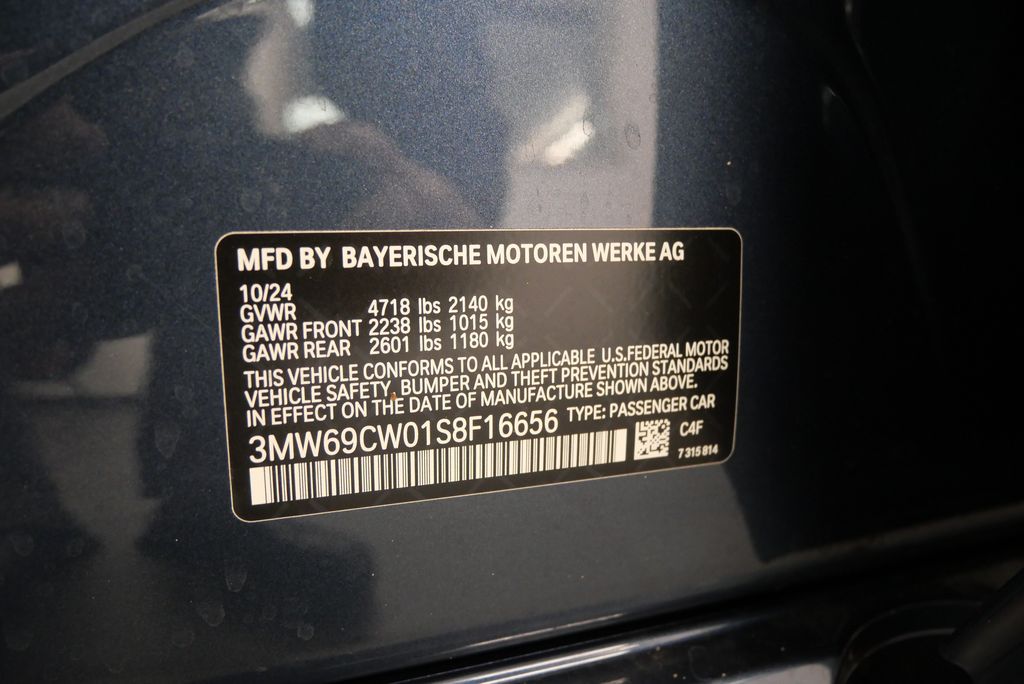 MFD BY BAYERISCHE MOTOREN WERKE AG
10/24
GVWR 4718 lbs 2140 kg
GAWR FRONT 2238 lbs 1015 kg
GAWR REAR 2601 lbs 1180 kg
THIS VEHICLE CONFORMS TO ALL APPLICABLE U.S.FEDERAL MOTOR
VEHICLE SAFETY, BUMPER AND THEFT PREVENTION STANDARDS
IN EFFECT ON THE DATE OF MANUFACTURE SHOWN ABOVE.
3MW69CW01S8F16656 TYPE: PASSENGER CAR
C4F
7 315 814